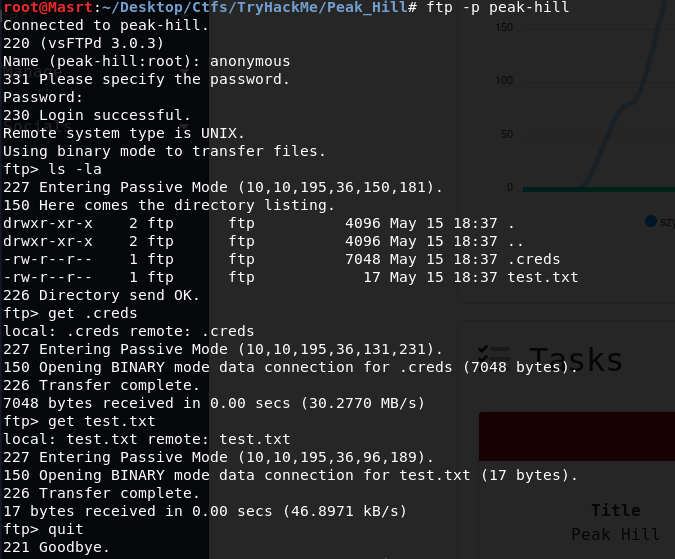 root@Masrt:~/Desktop/Ctfs/TryHackMe/Peak_Hill# ftp -p peak-hill
Connected to peak-hill.
220 (vsFTPd 3.0.3)
Name (peak-hill:root): anonymous
331 Please specify the password.
Password:
230 Login successful.
Remote system type is UNIX.
Using binary mode to transfer files.
ftp> ls -la
227 Entering Passive Mode (10,10,195,36,150,181).
150 Here comes the directory listing.
drwxr-xr-x    2 ftp      ftp          4096 May 15 18:37 .
drwxr-xr-x    2 ftp      ftp          4096 May 15 18:37 ..
-rw-r--r--    1 ftp      ftp          7048 May 15 18:37 .creds
-rw-r--r--    1 ftp      ftp            17 May 15 18:37 test.txt
226 Directory send OK.
ftp> get .creds
local: .creds remote: .creds
227 Entering Passive Mode (10,10,195,36,131,231).
150 Opening BINARY mode data connection for .creds (7048 bytes).
226 Transfer complete.
7048 bytes received in 0.00 secs (30.2770 MB/s)
ftp> get test.txt
local: test.txt remote: test.txt
227 Entering Passive Mode (10,10,195,36,96,189).
150 Opening BINARY mode data connection for test.txt (17 bytes).
226 Transfer complete.
17 bytes received in 0.00 secs (46.8971 kB/s)
ftp> quit
221 Goodbye.
150
100
50
0
Tasks
Title
Peak Hill